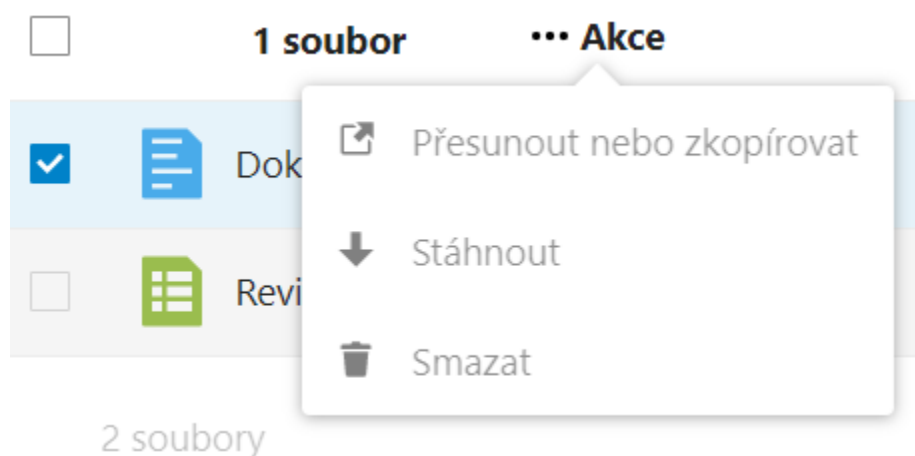 1 soubor ••• Akce
Přesunout nebo zkopírovat
Dok
Stáhnout
Revi
Smazat
2 soubory